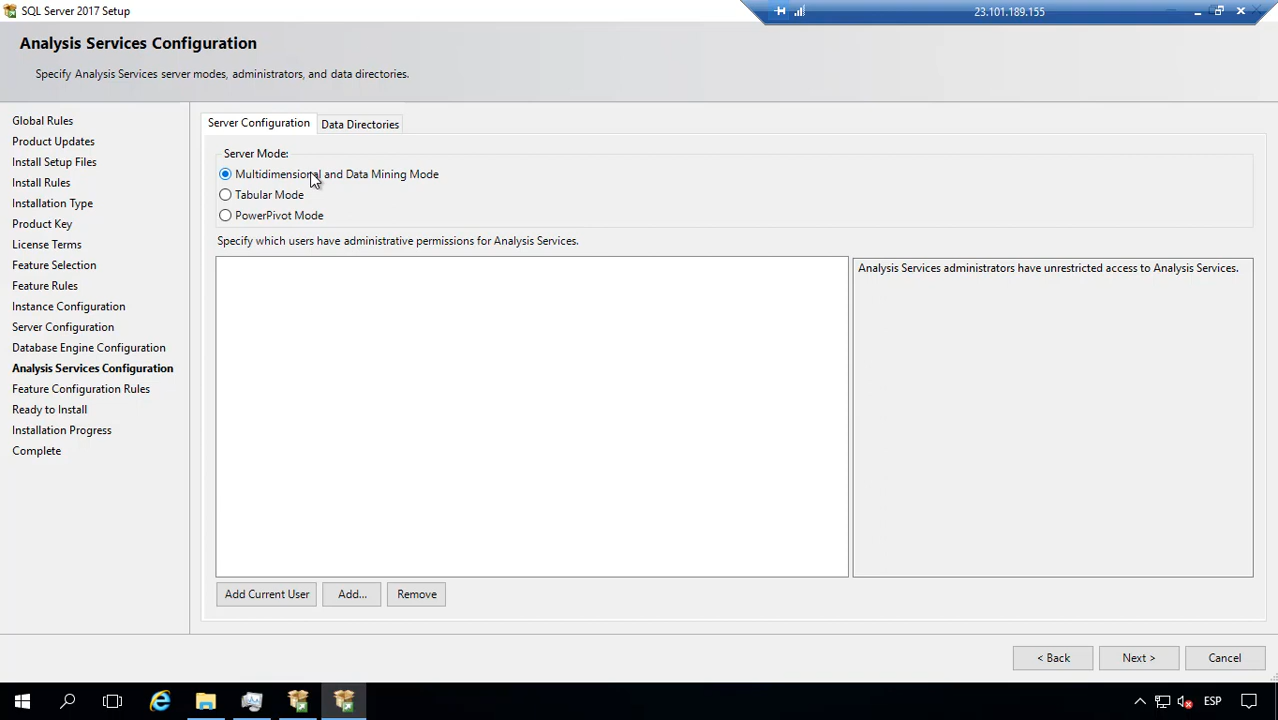 SQL Server 2017 Setup
23.101.189.155
Analysis Services Configuration
Specify Analysis Services server modes, administrators, and data directories.
Global Rules
Product Updates
Install Setup Files
Install Rules
Installation Type
Product Key
License Terms
Feature Selection
Feature Rules
Instance Configuration
Server Configuration
Database Engine Configuration
Analysis Services Configuration
Feature Configuration Rules
Ready to Install
Installation Progress
Complete
Server Configuration Data Directories
Server Mode:
Multidimensional and Data Mining Mode
Tabular Mode
PowerPivot Mode
Specify which users have administrative permissions for Analysis Services.
Analysis Services administrators have unrestricted access to Analysis Services.
Add Current User Add... Remove
< Back Next > Cancel
ESP